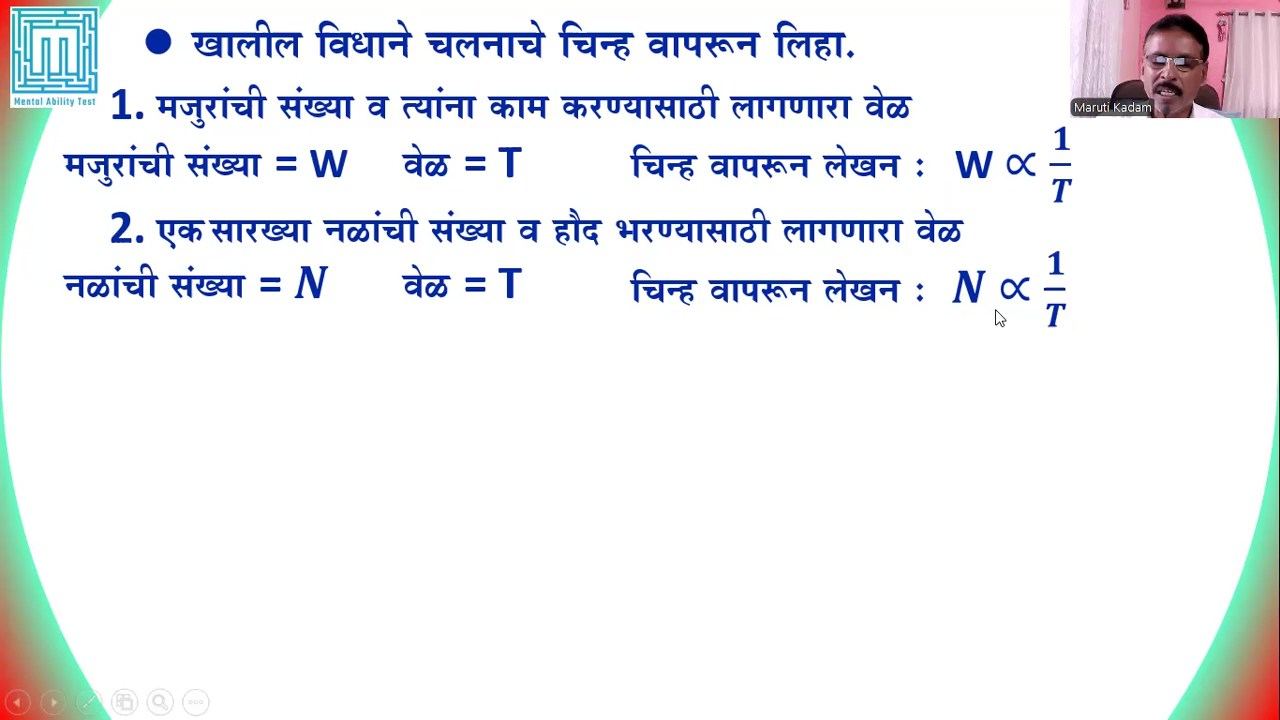 ● खालील विधाने चलनाचे चिन्ह वापरून लिहा.
Mental Ability Test
Maruti Kadam
1. मजुरांची संख्या व त्यांना काम करण्यासाठी लागणारा वेळ
मजुरांची संख्या = W वेळ = T चिन्ह वापरून लेखन : W ∝ 1/T
2. एक सारख्या नळांची संख्या व हौद भरण्यासाठी लागणारा वेळ
नळांची संख्या = N वेळ = T चिन्ह वापरून लेखन : N ∝ 1/T